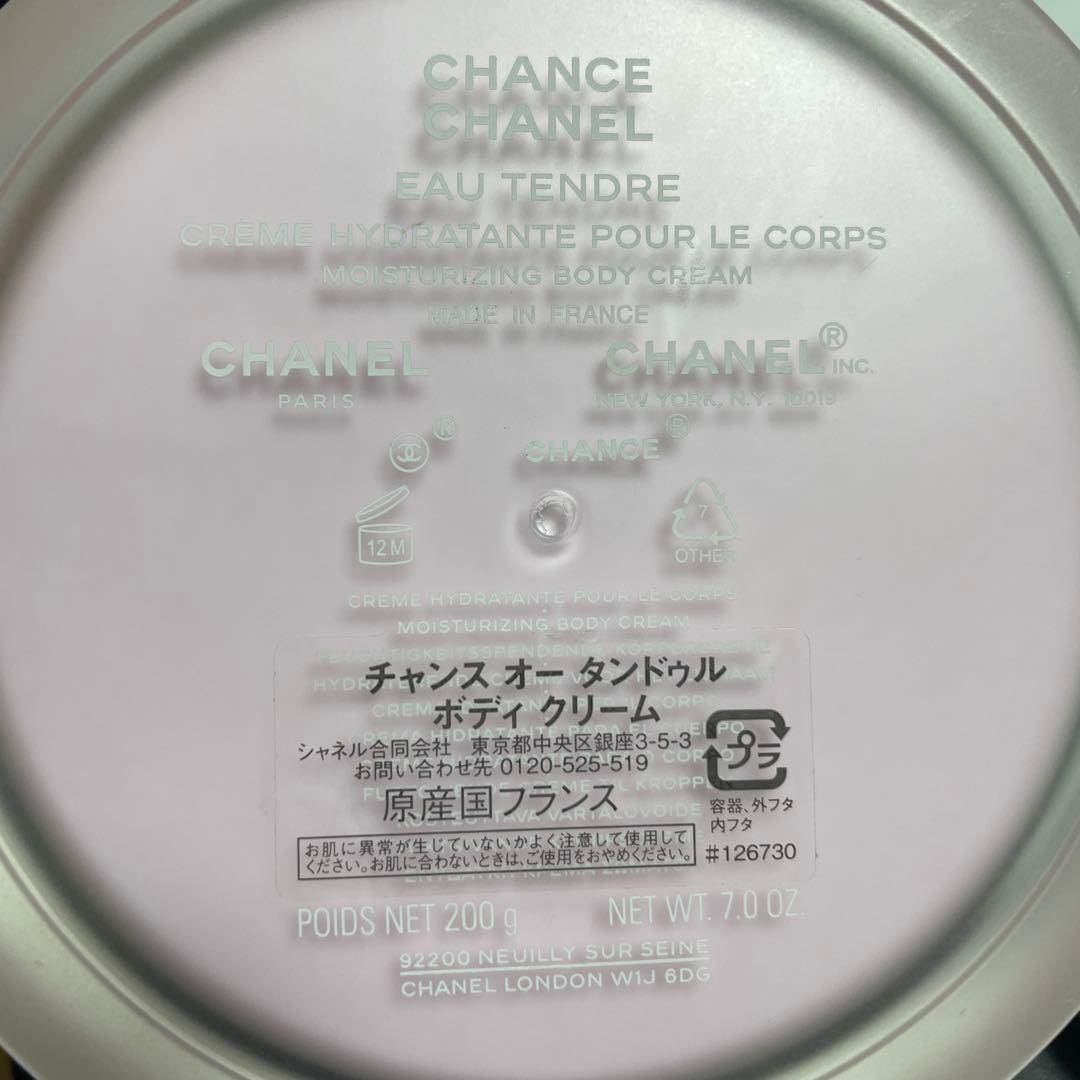 CHANCE
CHANEL
EAU TENDRE
CRÈME HYDRATANTE POUR LE CORPS
MOISTURIZING BODY CREAM
MADE IN FRANCE
CHANEL
PARIS
CHANEL® INC.
NEW YORK, N.Y. 10019
® CHANCE®
12 M
7
OTHER
CRÈME HYDRATANTE POUR LE CORPS
MOISTURIZING BODY CREAM
FEUCHTIGKEITSSPENDENDE KÖRPERCREME
チャンス オー タンドゥル
ボディ クリーム
シャネル合同会社 東京都中央区銀座3-5-3
お問い合わせ先 0120-525-519
原産国フランス
お肌に異常が生じていないかよく注意して使用して
ください。お肌に合わないときは、ご使用をおやめください。
プラ
容器、外フタ
内フタ
#126730
POIDS NET 200 g NET WT. 7.0 OZ.
92200 NEUILLY SUR SEINE
CHANEL LONDON W1J 6DG